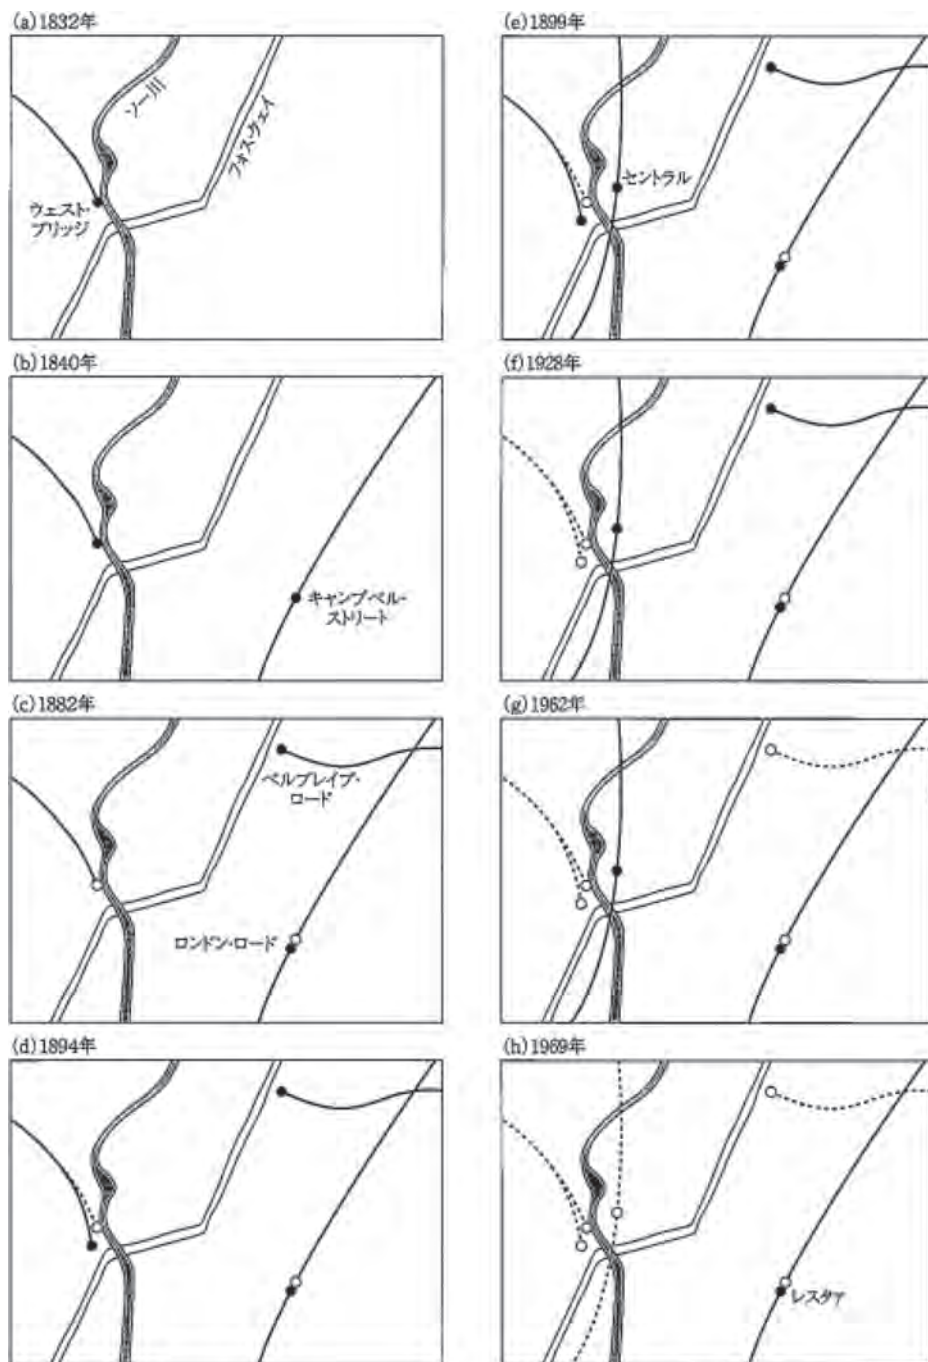 (a)1832年
ソー川
フォス・ウェイ
ウェスト・
ブリッジ
(b)1840年
キャンプベル・
ストリート
(c)1882年
ベルブレイブ・
ロード
ロンドン・ロード
(d)1894年
(e)1899年
セントラル
(f)1928年
(g)1962年
(h)1969年
レスタァ